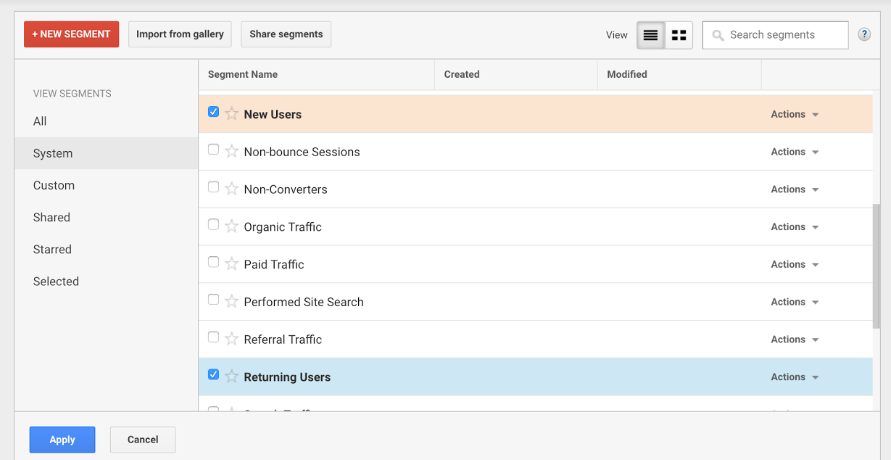 + NEW SEGMENT Import from gallery Share segments View Search segments ?
Segment Name Created Modified
VIEW SEGMENTS
All
System
Custom
Shared
Starred
Selected
New Users Actions
Non-bounce Sessions Actions
Non-Converters Actions
Organic Traffic Actions
Paid Traffic Actions
Performed Site Search Actions
Referral Traffic Actions
Returning Users Actions
Apply Cancel